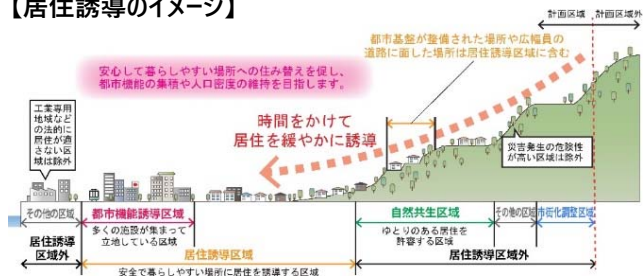 【居住誘導のイメージ】
計画区域 計画区域外
都市基盤が整備された場所や広幅員の
道路に面した場所は居住誘導区域に含む
安心して暮らしやすい場所への住み替えを促し、
都市機能の集積や人口密度の維持を目指します。
工業専用
地域など
の法的に
居住が適
さない区
域は除外
時間をかけて
居住を緩やかに誘導
災害発生の危険性
が高い区域は除外
その他の区域
都市機能誘導区域
自然共生区域
その他の区域
市街化調整区域
多くの施設が集まって
立地している区域
ゆとりのある居住を
許容する区域
居住誘導
区域外
居住誘導区域
居住誘導区域外
安全で暮らしやすい場所に居住を誘導する区域